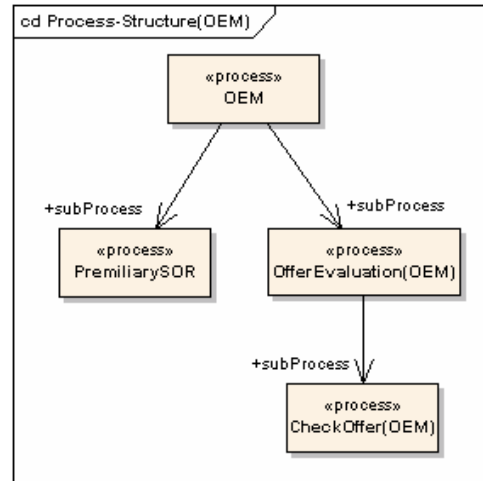 cd Process-Structure(OEM)
«process»
OEM
+subProcess
+subProcess
«process»
PremiliarySOR
«process»
OfferEvaluation(OEM)
+subProcess
«process»
CheckOffer(OEM)